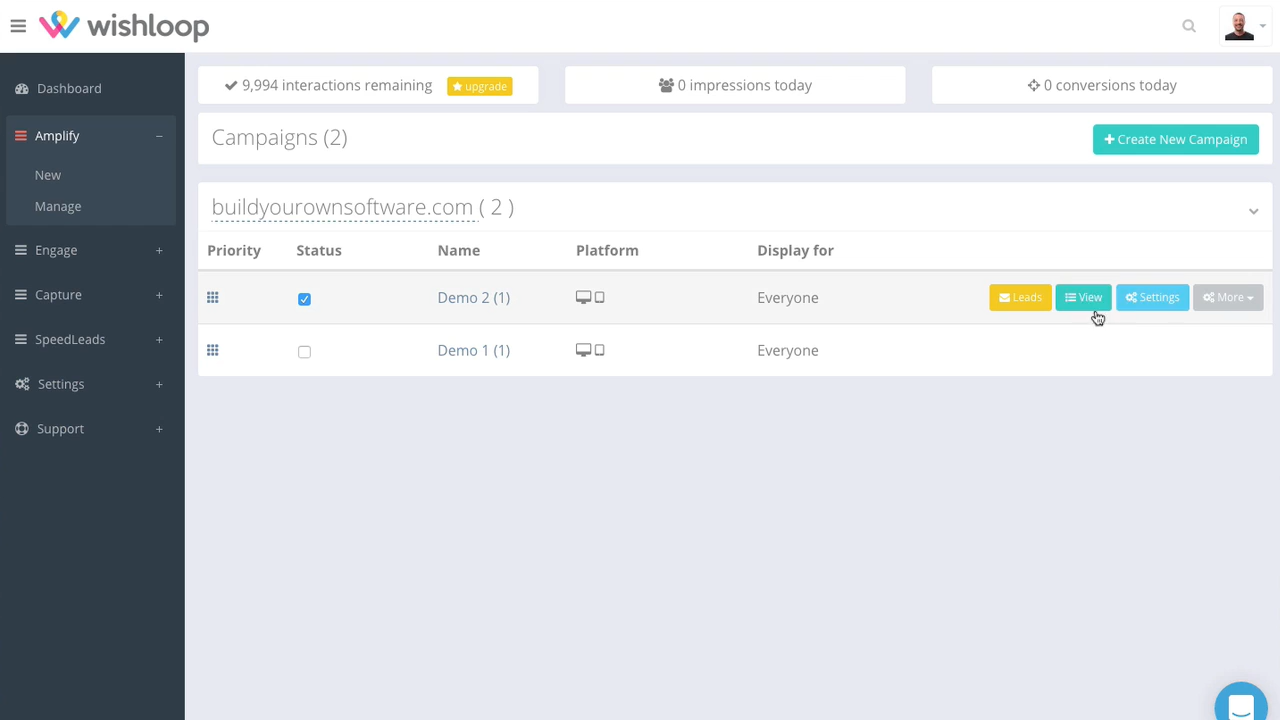 wishloop
9,994 interactions remaining
upgrade
0 impressions today
0 conversions today
Dashboard
Amplify
New
Manage
Engage
Capture
SpeedLeads
Settings
Support
Campaigns (2)
Create New Campaign
buildyourownsoftware.com ( 2 )
Priority Status Name Platform Display for
Demo 2 (1) Everyone Leads View Settings More
Demo 1 (1) Everyone